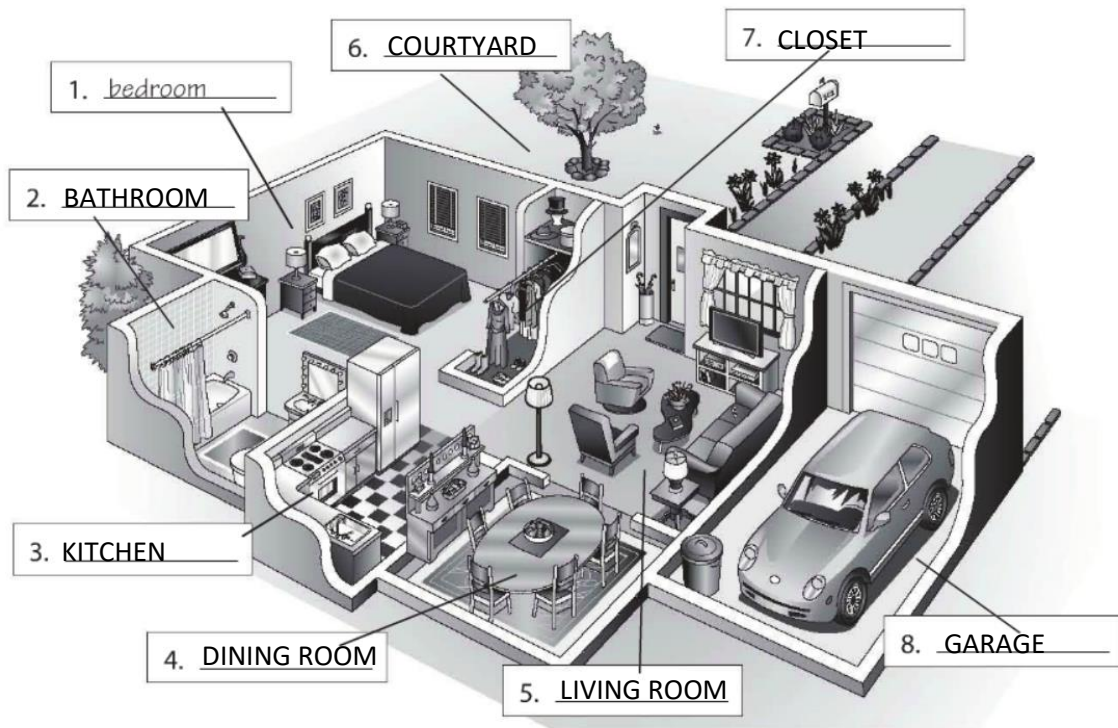 1. bedroom
2. BATHROOM
3. KITCHEN
4. DINING ROOM
5. LIVING ROOM
6. COURTYARD
7. CLOSET
8. GARAGE